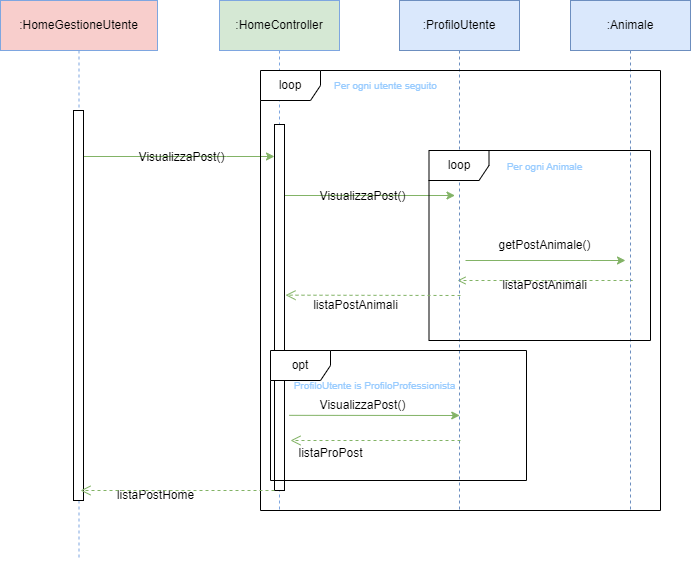 :HomeGestioneUtente
:HomeController
:ProfiloUtente
:Animale
loop
Per ogni utente seguito
VisualizzaPost()
loop
Per ogni Animale
VisualizzaPost()
getPostAnimale()
listaPostAnimali
listaPostAnimali
opt
ProfiloUtente is ProfiloProfessionista
VisualizzaPost()
listaProPost
listaPostHome